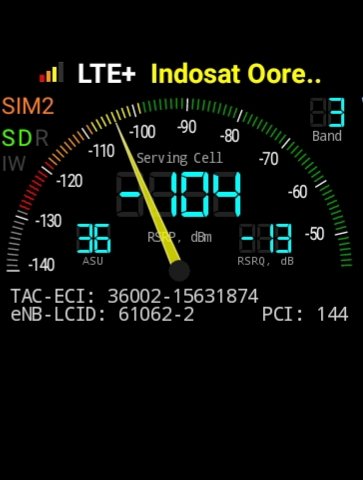 LTE+ Indosat Oore..
SIM2
SDR
IW
3
Band
-140
-130
-120
-110
-100
-90
-80
-70
-60
-50
Serving Cell
-104
RSRP, dBm
36
ASU
-13
RSRQ, dB
TAC-ECI: 36002-15631874
eNB-LCID: 61062-2 PCI: 144